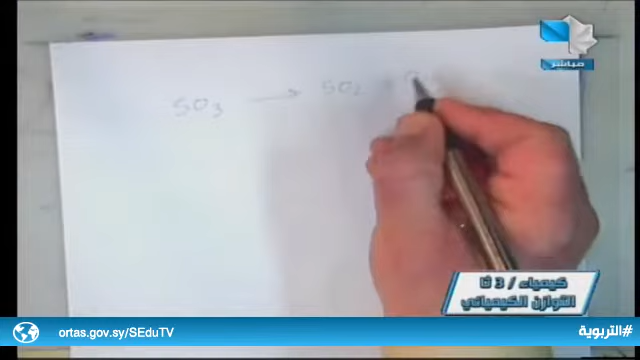 مباشر
SO3 → SO2
كيمياء / 3 ثا
التوازن الكيميائي
ortas.gov.sy/SEduTV
#التربوية